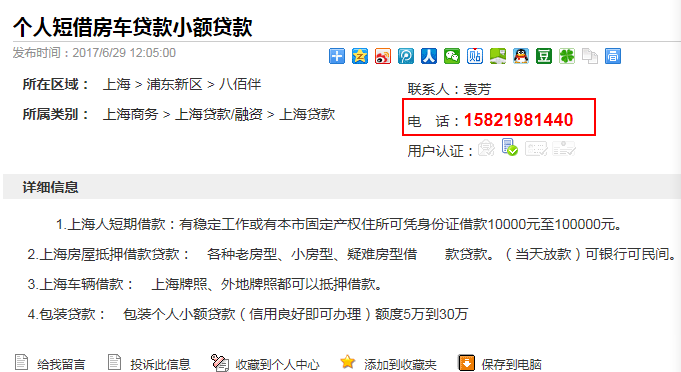 个人短借房车贷款小额贷款
发布时间：2017/6/29 12:05:00
所在区域： 上海 > 浦东新区 > 八佰伴
所属类别： 上海商务 > 上海贷款/融资 > 上海贷款
联系人：袁芳
电 话：15821981440
用户认证：
详细信息
1.上海人短期借款：有稳定工作或有本市固定产权住所可凭身份证借款10000元至100000元。
2.上海房屋抵押借款贷款： 各种老房型、小房型、疑难房型借 款贷款。（当天放款）可银行可民间。
3.上海车辆借款： 上海牌照、外地牌照都可以抵押借款。
4.包装贷款： 包装个人小额贷款（信用良好即可办理）额度5万到30万
给我留言 投诉此信息 收藏到个人中心 添加到收藏夹 保存到电脑